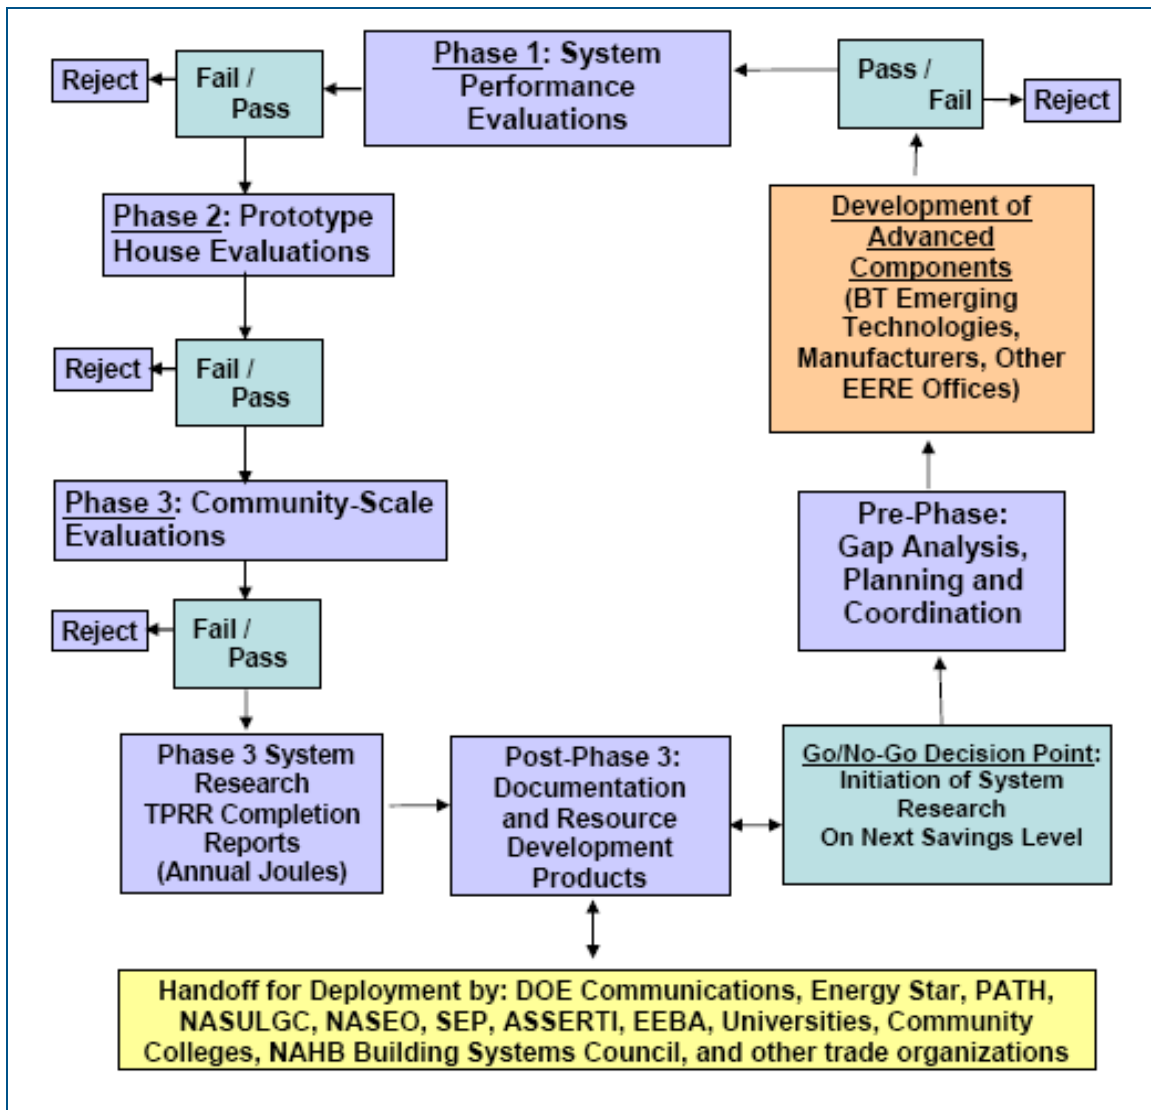 Phase 1: System
Performance
Evaluations
Fail /
Pass
Reject
Pass /
Fail
Reject
Phase 2: Prototype
House Evaluations
Development of
Advanced
Components
(BT Emerging
Technologies,
Manufacturers, Other
EERE Offices)
Reject
Fail /
Pass
Phase 3: Community-Scale
Evaluations
Pre-Phase:
Gap Analysis,
Planning and
Coordination
Reject
Fail /
Pass
Phase 3 System
Research
TPRR Completion
Reports
(Annual Joules)
Post-Phase 3:
Documentation
and Resource
Development
Products
Go/No-Go Decision Point:
Initiation of System
Research
On Next Savings Level
Handoff for Deployment by: DOE Communications, Energy Star, PATH,
NASULGC, NASEO, SEP, ASSERTI, EEBA, Universities, Community
Colleges, NAHB Building Systems Council, and other trade organizations